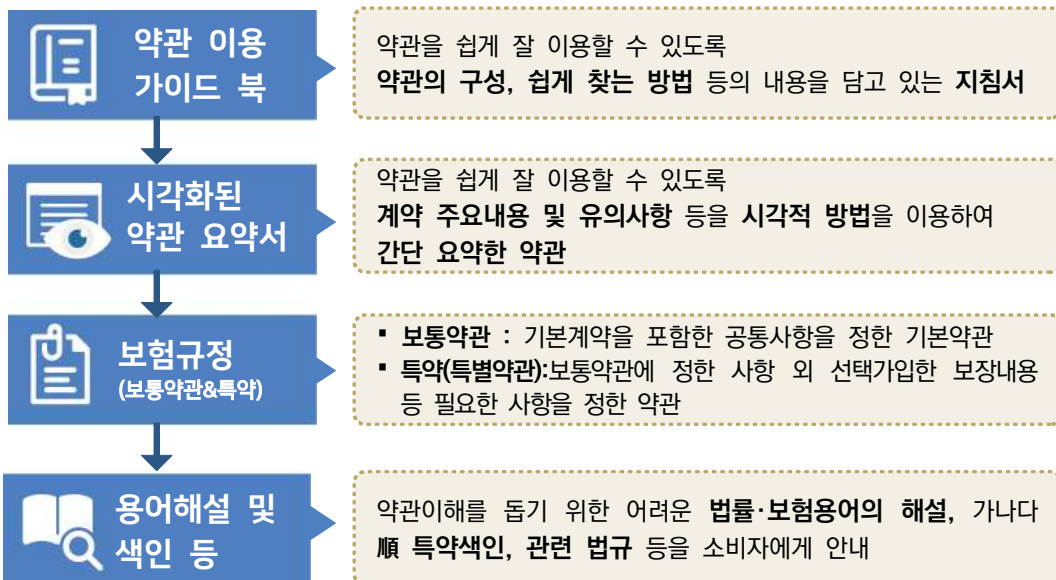 약관 이용
가이드 북
약관을 쉽게 잘 이용할 수 있도록
약관의 구성, 쉽게 찾는 방법 등의 내용을 담고 있는 지침서
시각화된
약관 요약서
약관을 쉽게 잘 이용할 수 있도록
계약 주요내용 및 유의사항 등을 시각적 방법을 이용하여
간단 요약한 약관
보험규정
(보통약관&특약)
▪ 보통약관 : 기본계약을 포함한 공통사항을 정한 기본약관
▪ 특약(특별약관):보통약관에 정한 사항 외 선택가입한 보장내용
등 필요한 사항을 정한 약관
용어해설 및
색인 등
약관이해를 돕기 위한 어려운 법률·보험용어의 해설, 가나다
順 특약색인, 관련 법규 등을 소비자에게 안내